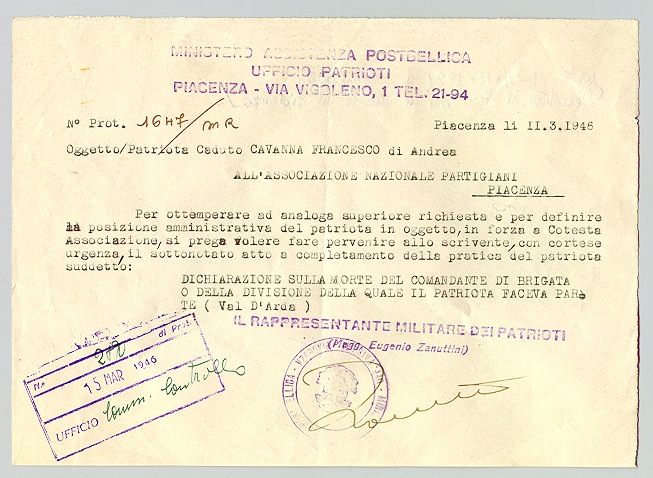 MINISTERO ASSISTENZA POSTBELLICA
UFFICIO PATRIOTI
PIACENZA - VIA VIGOLENO, 1 TEL. 21-94
N° Prot. 1647/MR
Piacenza li II.3.1946
Oggetto/Patriota Caduto CAVANNA FRANCESCO di Andrea
ALL'ASSOCIAZIONE NAZIONALE PARTIGIANI
PIACENZA
Per ottemperare ad analoga superiore richiesta e per definire
la posizione amministrativa del patriota in oggetto, in forza a Cotesta
Associazione, si prega volere fare pervenire allo scrivente, con cortese
urgenza, il sottonotato atto a completamento della pratica del patriota
suddetto:
DICHIARAZIONE SULLA MORTE DEL COMANDANTE DI BRIGATA
O DELLA DIVISIONE DELLA QUALE IL PATRIOTA FACEVA PAR-
TE ( Val D'Arda )
IL RAPPRESENTANTE MILITARE DEI PATRIOTI
(Magg. Eugenio Zanuttini)
di Prot.
No
15 MAR 1946
UFFICIO Comm. Controllo